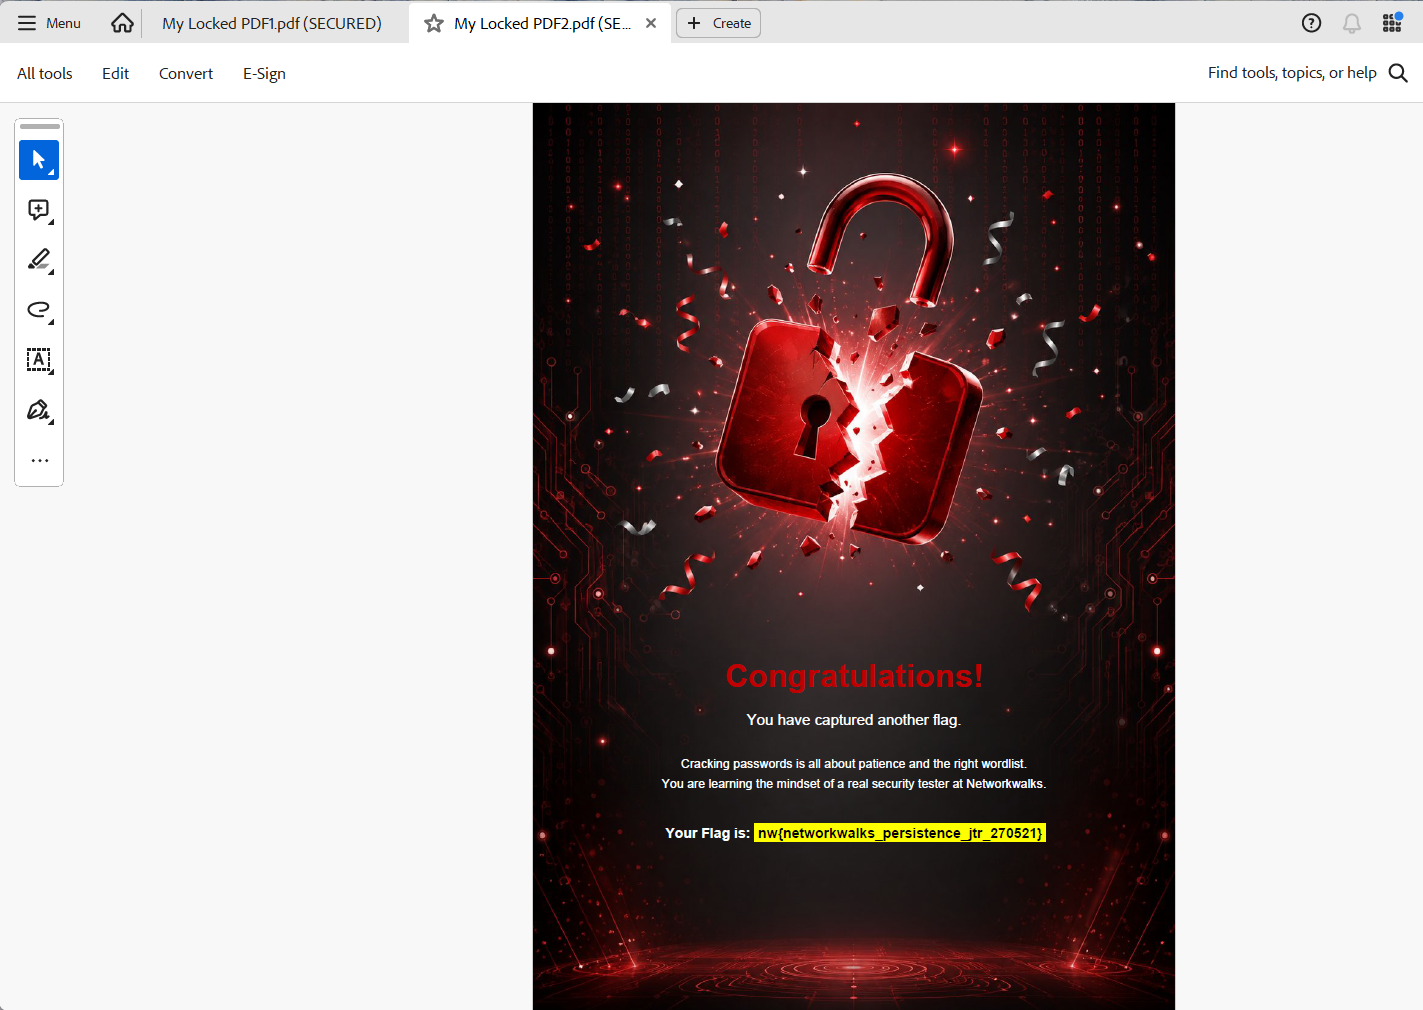 Menu
My Locked PDF1.pdf (SECURED)
My Locked PDF2.pdf (SE...
Create
All tools
Edit
Convert
E-Sign
Find tools, topics, or help
Congratulations!
You have captured another flag.
Cracking passwords is all about patience and the right wordlist.
You are learning the mindset of a real security tester at Networkwalks.
Your Flag is: nw{networkwalks_persistence_jtr_270521}